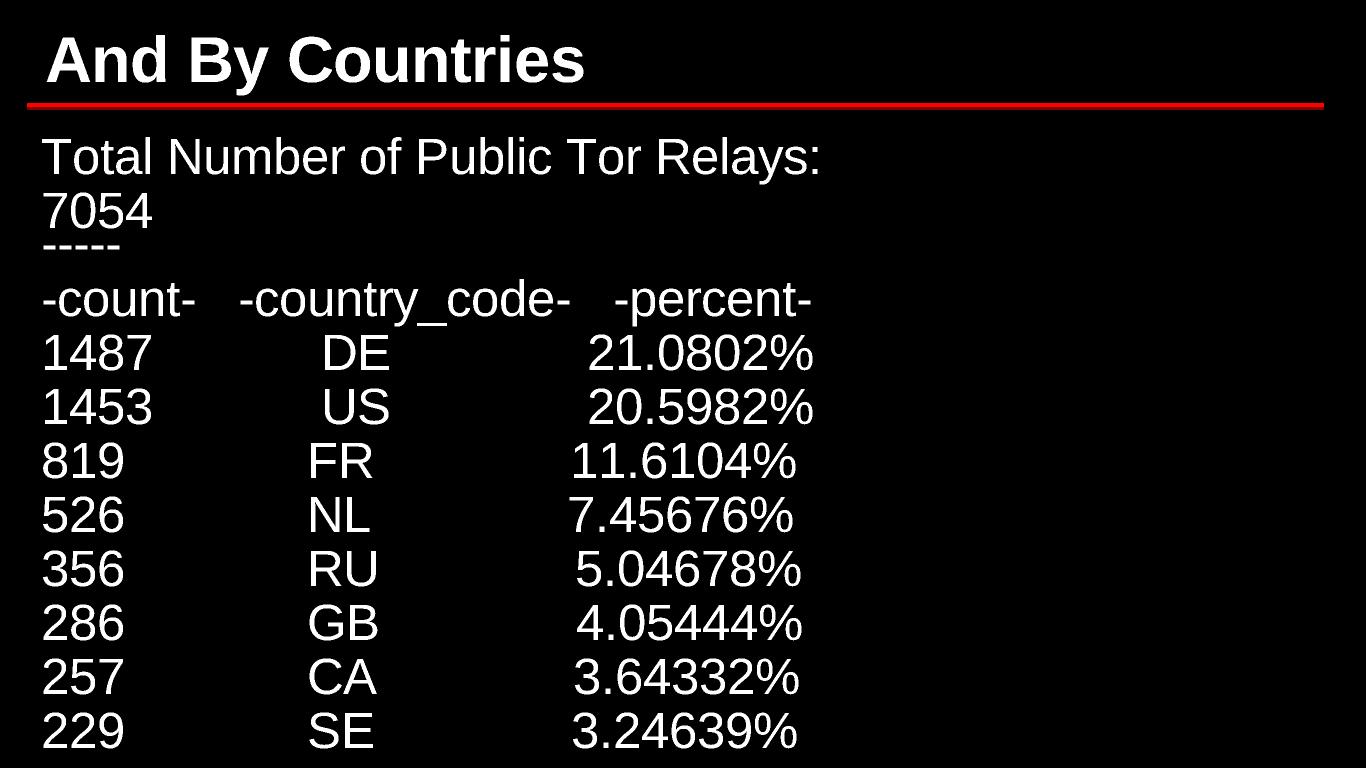 And By Countries
Total Number of Public Tor Relays:
7054
-----
-count- -country_code- -percent-
1487 DE 21.0802%
1453 US 20.5982%
819 FR 11.6104%
526 NL 7.45676%
356 RU 5.04678%
286 GB 4.05444%
257 CA 3.64332%
229 SE 3.24639%